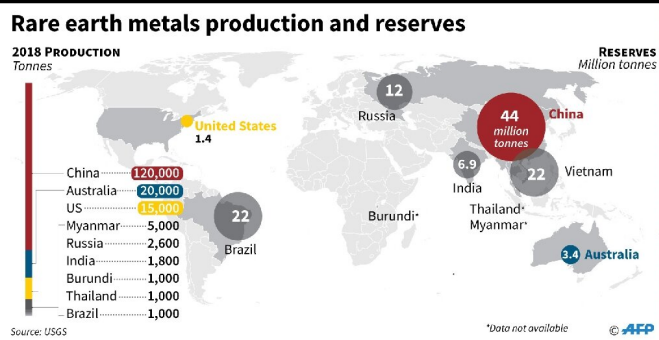 Rare earth metals production and reserves
2018 PRODUCTION
Tonnes
RESERVES
Million tonnes
China 120,000
Australia 20,000
US 15,000
Myanmar 5,000
Russia 2,600
India 1,800
Burundi 1,000
Thailand 1,000
Brazil 1,000
United States
1.4
22
Brazil
12
Russia
44
million
tonnes
China
6.9
India
22
Vietnam
Burundi*
Thailand*
Myanmar*
3.4
Australia
Source: USGS
*Data not available
© AFP